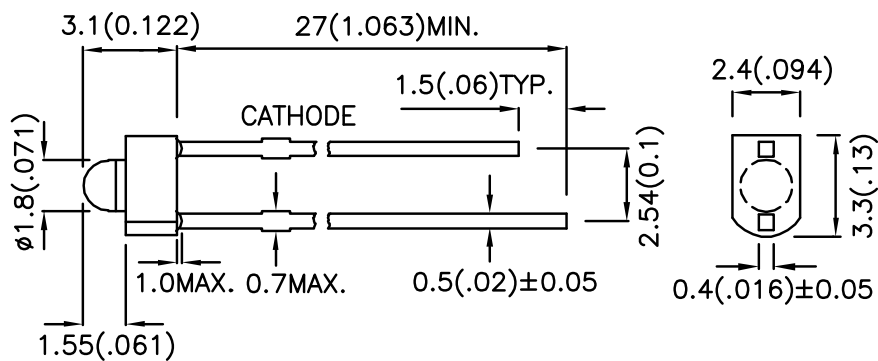 3.1(0.122)
27(1.063)MIN.
1.5(.06)TYP.
2.4(.094)
CATHODE
ø1.8(.071)
2.54(0.1)
3.3(.13)
1.0MAX.
0.7MAX.
0.5(.02)±0.05
0.4(.016)±0.05
1.55(.061)